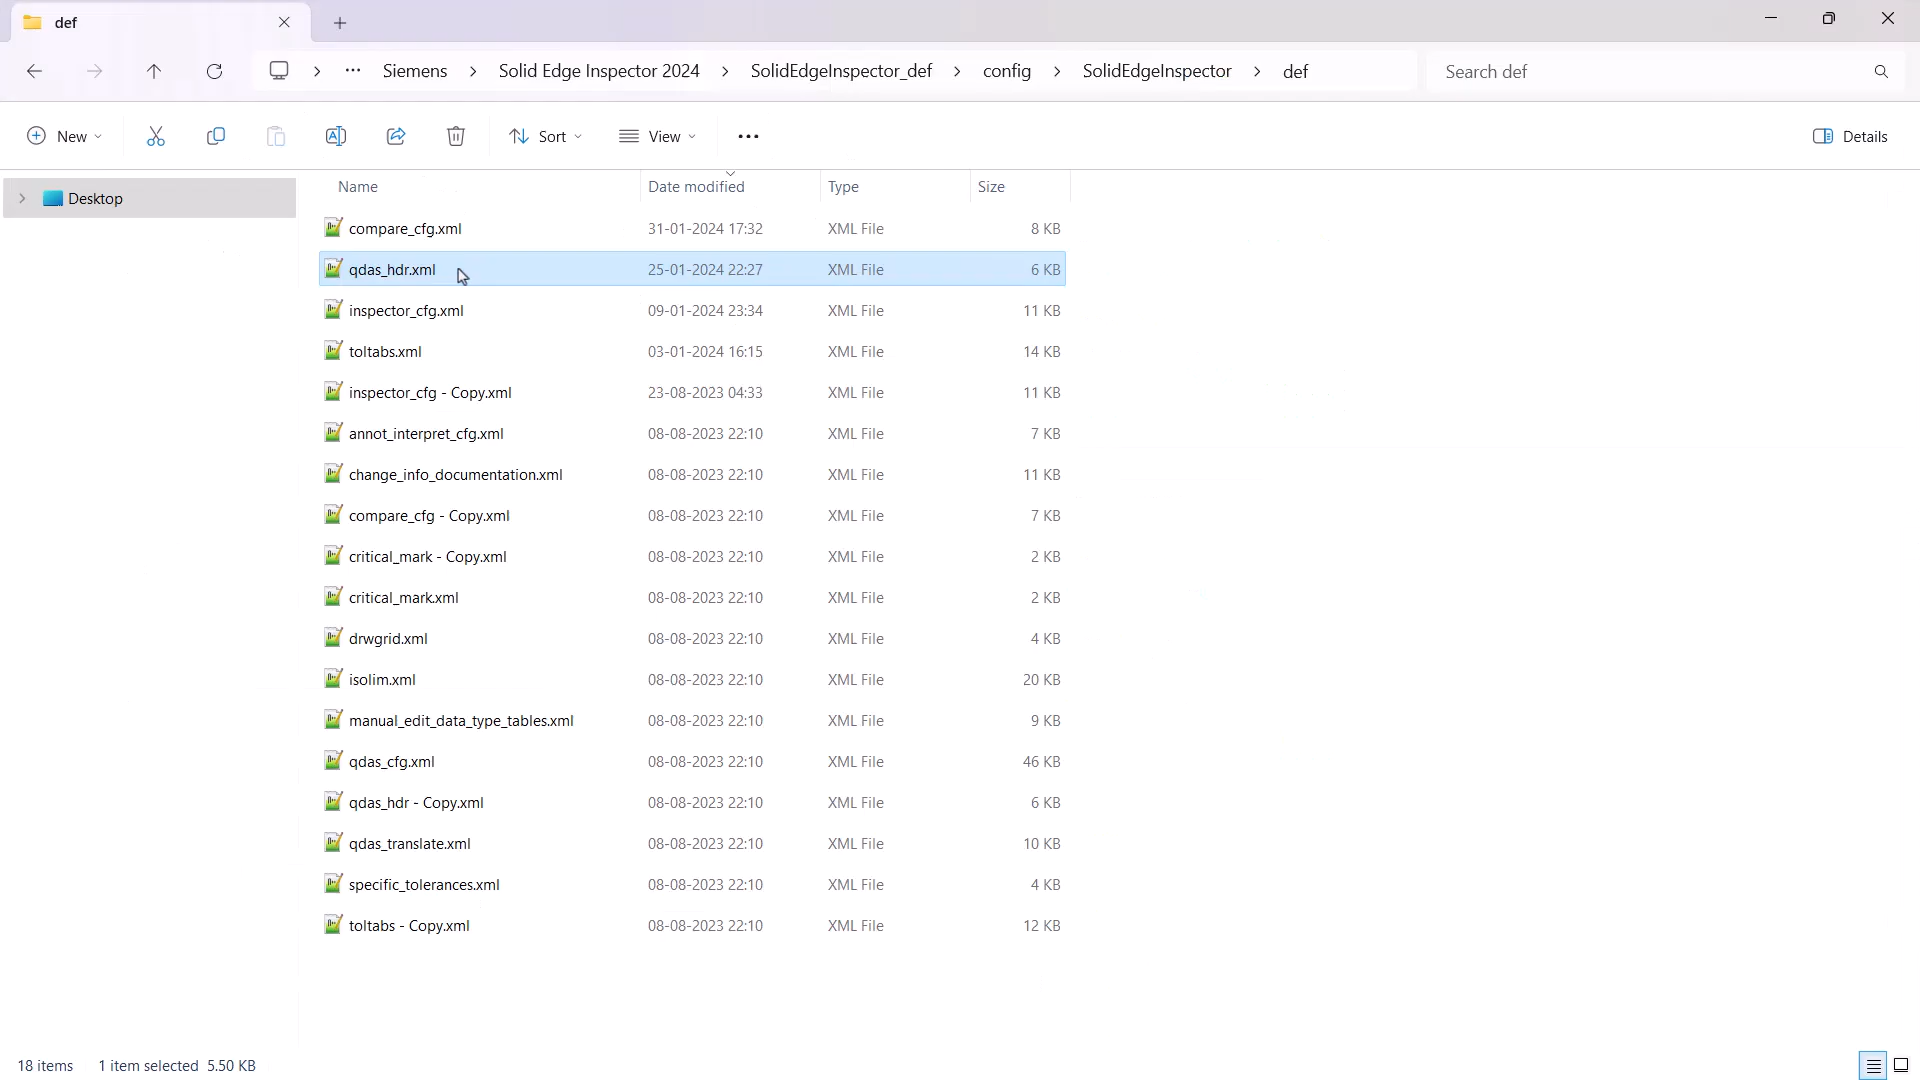 def
Siemens > Solid Edge Inspector 2024 > SolidEdgeInspector_def > config > SolidEdgeInspector > def
Search def
New
Sort
View
Details
Desktop
Name Date modified Type Size
compare_cfg.xml 31-01-2024 17:32 XML File 8 KB
qdas_hdr.xml 25-01-2024 22:27 XML File 6 KB
inspector_cfg.xml 09-01-2024 23:34 XML File 11 KB
toltabs.xml 03-01-2024 16:15 XML File 14 KB
inspector_cfg - Copy.xml 23-08-2023 04:33 XML File 11 KB
annot_interpret_cfg.xml 08-08-2023 22:10 XML File 7 KB
change_info_documentation.xml 08-08-2023 22:10 XML File 11 KB
compare_cfg - Copy.xml 08-08-2023 22:10 XML File 7 KB
critical_mark - Copy.xml 08-08-2023 22:10 XML File 2 KB
critical_mark.xml 08-08-2023 22:10 XML File 2 KB
drwgrid.xml 08-08-2023 22:10 XML File 4 KB
isolim.xml 08-08-2023 22:10 XML File 20 KB
manual_edit_data_type_tables.xml 08-08-2023 22:10 XML File 9 KB
qdas_cfg.xml 08-08-2023 22:10 XML File 46 KB
qdas_hdr - Copy.xml 08-08-2023 22:10 XML File 6 KB
qdas_translate.xml 08-08-2023 22:10 XML File 10 KB
specific_tolerances.xml 08-08-2023 22:10 XML File 4 KB
toltabs - Copy.xml 08-08-2023 22:10 XML File 12 KB
18 items 1 item selected 5.50 KB